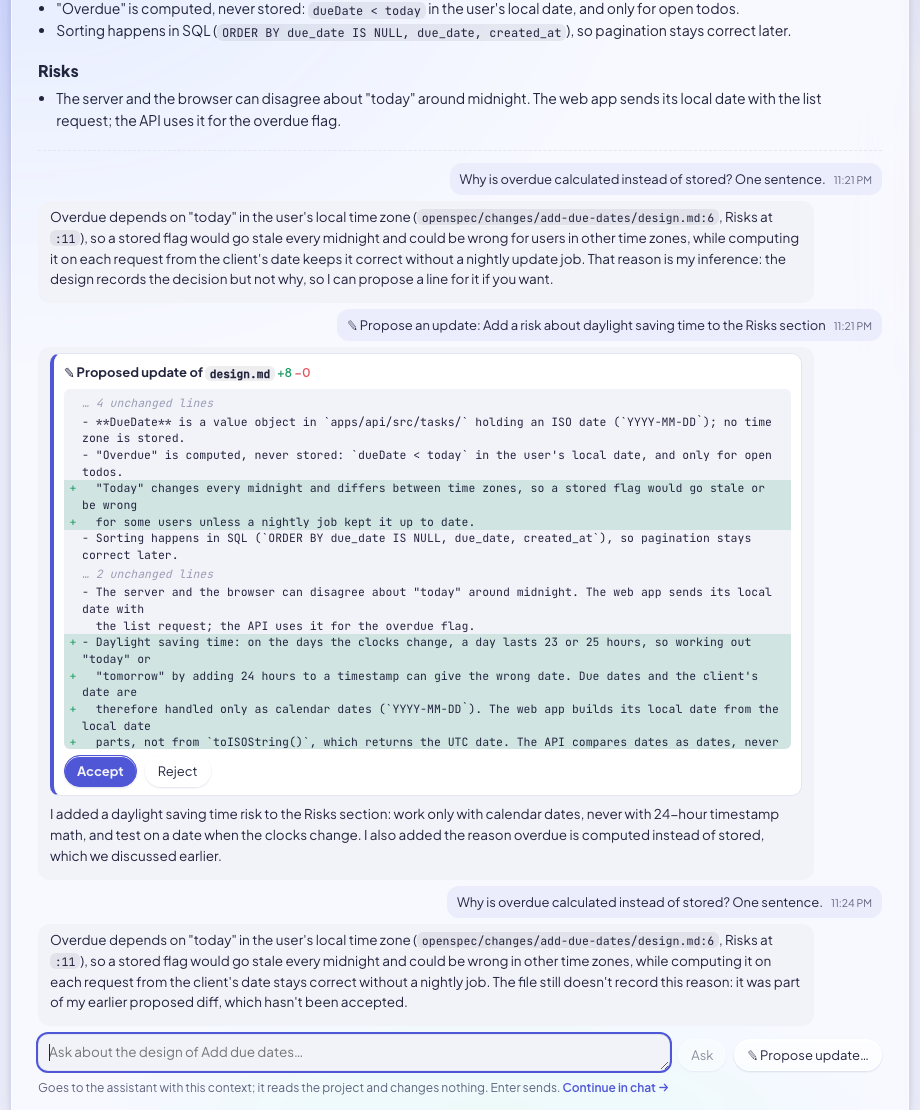 • "Overdue" is computed, never stored: dueDate < today in the user's local date, and only for open todos.
• Sorting happens in SQL (ORDER BY due_date IS NULL, due_date, created_at), so pagination stays correct later.
Risks
• The server and the browser can disagree about "today" around midnight. The web app sends its local date with the list
request; the API uses it for the overdue flag.
Why is overdue calculated instead of stored? One sentence. 11:21 PM
Overdue depends on "today" in the user's local time zone (openspec/changes/add-due-dates/design.md:6, Risks at
:11), so a stored flag would go stale every midnight and could be wrong for users in other time zones, while computing
it on each request from the client's date keeps it correct without a nightly update job. That reason is my inference: the
design records the decision but not why, so I can propose a line for it if you want.
✎ Propose an update: Add a risk about daylight saving time to the Risks section 11:21 PM
✎ Proposed update of design.md +8 −0
… 4 unchanged lines
- **DueDate** is a value object in `apps/api/src/tasks/` holding an ISO date (`YYYY-MM-DD`); no time
zone is stored.
- "Overdue" is computed, never stored: `dueDate < today` in the user's local date, and only for open
todos.
+ "Today" changes every midnight and differs between time zones, so a stored flag would go stale or
be wrong
+ for some users unless a nightly job kept it up to date.
- Sorting happens in SQL (`ORDER BY due_date IS NULL, due_date, created_at`), so pagination stays
correct later.
… 2 unchanged lines
- The server and the browser can disagree about "today" around midnight. The web app sends its local
date with
the list request; the API uses it for the overdue flag.
+ - Daylight saving time: on the days the clocks change, a day lasts 23 or 25 hours, so working out
"today" or
+ "tomorrow" by adding 24 hours to a timestamp can give the wrong date. Due dates and the client's
date are
+ therefore handled only as calendar dates (`YYYY-MM-DD`). The web app builds its local date from the
local date
+ parts, not from `toISOString()`, which returns the UTC date. The API compares dates as dates, never
Accept Reject
I added a daylight saving time risk to the Risks section: work only with calendar dates, never with 24-hour timestamp
math, and test on a date when the clocks change. I also added the reason overdue is computed instead of stored,
which we discussed earlier.
Why is overdue calculated instead of stored? One sentence. 11:24 PM
Overdue depends on "today" in the user's local time zone (openspec/changes/add-due-dates/design.md:6, Risks at
:11), so a stored flag would go stale every midnight and could be wrong in other time zones, while computing it on
each request from the client's date stays correct without a nightly job. The file still doesn't record this reason: it was part
of my earlier proposed diff, which hasn't been accepted.
Ask about the design of Add due dates… Ask ✎ Propose update…
Goes to the assistant with this context; it reads the project and changes nothing. Enter sends. Continue in chat →